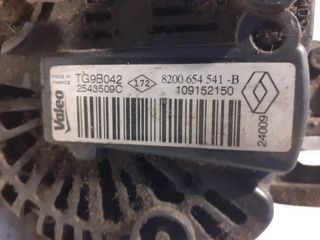 MADE IN FRANCE
Valeo
TG9B042
2543509C
172
8200 654 541 -B
109152150
24009